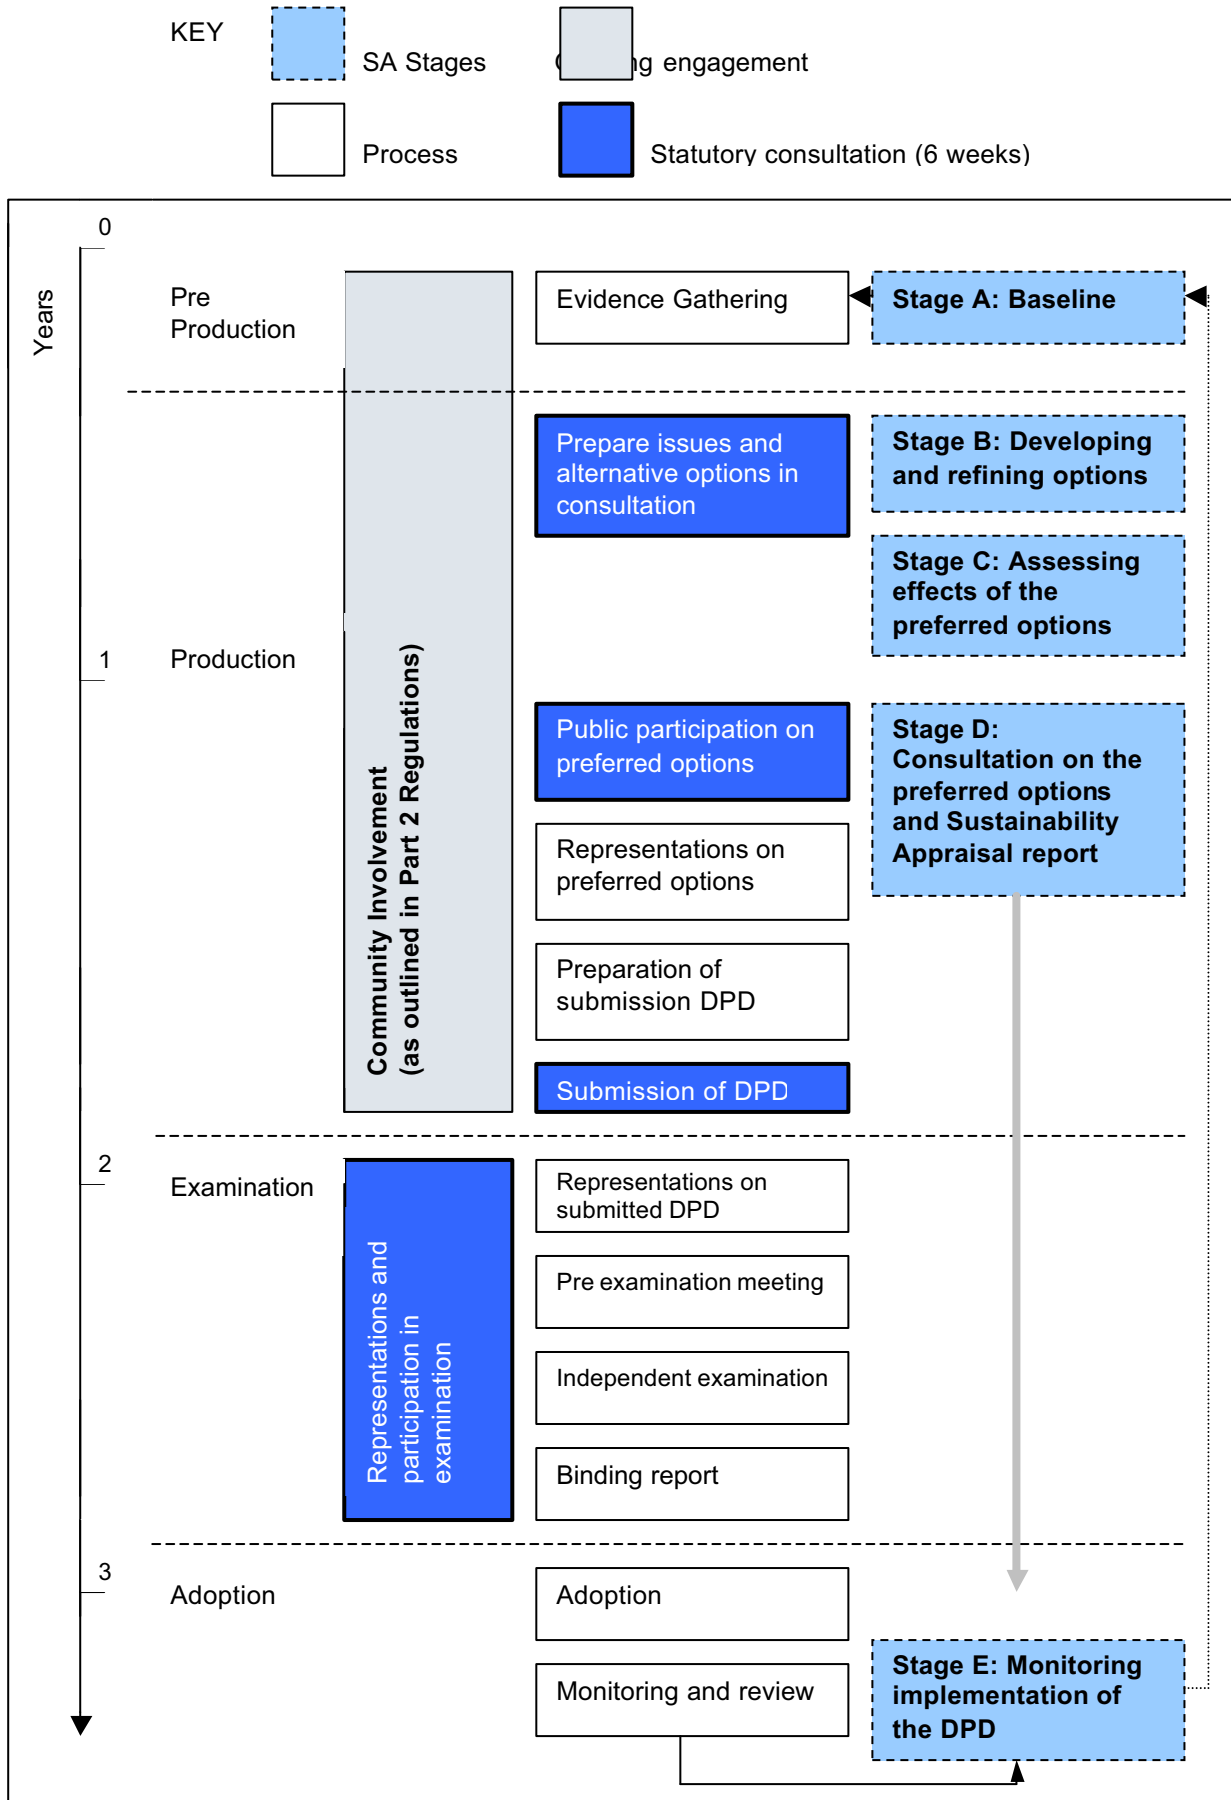 KEY
SA Stages
ng engagement
Process
Statutory consultation (6 weeks)
Years
0
Pre
Production
Evidence Gathering
Stage A: Baseline
Prepare issues and
alternative options in
consultation
Stage B: Developing
and refining options
Stage C: Assessing
effects of the
preferred options
1
Production
Community Involvement
(as outlined in Part 2 Regulations)
Public participation on
preferred options
Stage D:
Consultation on the
preferred options
and Sustainability
Appraisal report
Representations on
preferred options
Preparation of
submission DPD
Submission of DPD
2
Examination
Representations and
participation in
examination
Representations on
submitted DPD
Pre examination meeting
Independent examination
Binding report
3
Adoption
Adoption
Monitoring and review
Stage E: Monitoring
implementation of
the DPD